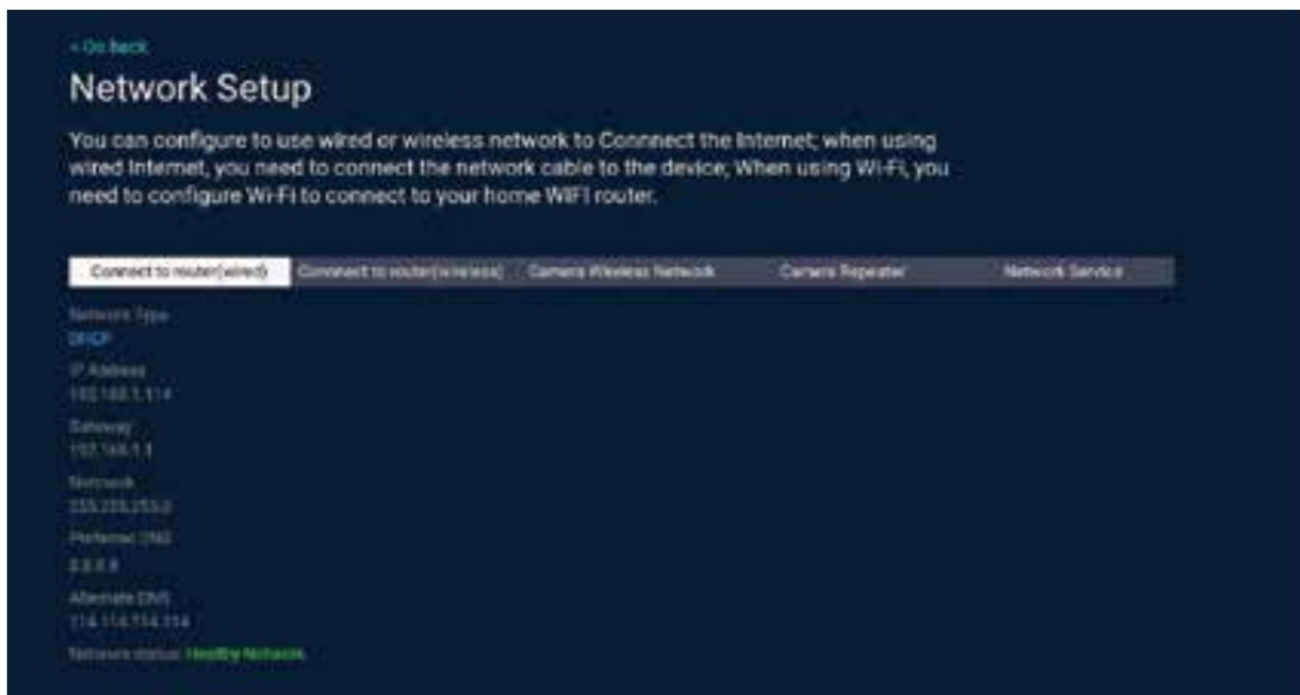 < Go back
Network Setup
You can configure to use wired or wireless network to Connnect the Internet; when using
wired Internet, you need to connect the network cable to the device; When using Wi-Fi, you
need to configure Wi-Fi to connect to your home WIFI router.
Connect to router(wired) Connnect to router(wireless) Camera Wireless Network Camera Repeater Network Service
Network Type
DHCP
IP Address
192.168.1.114
Gateway
192.168.1.1
Netmask
255.255.255.0
Preferred DNS
8.8.8.8
Alternate DNS
114.114.114.114
Network status: Healthy Network